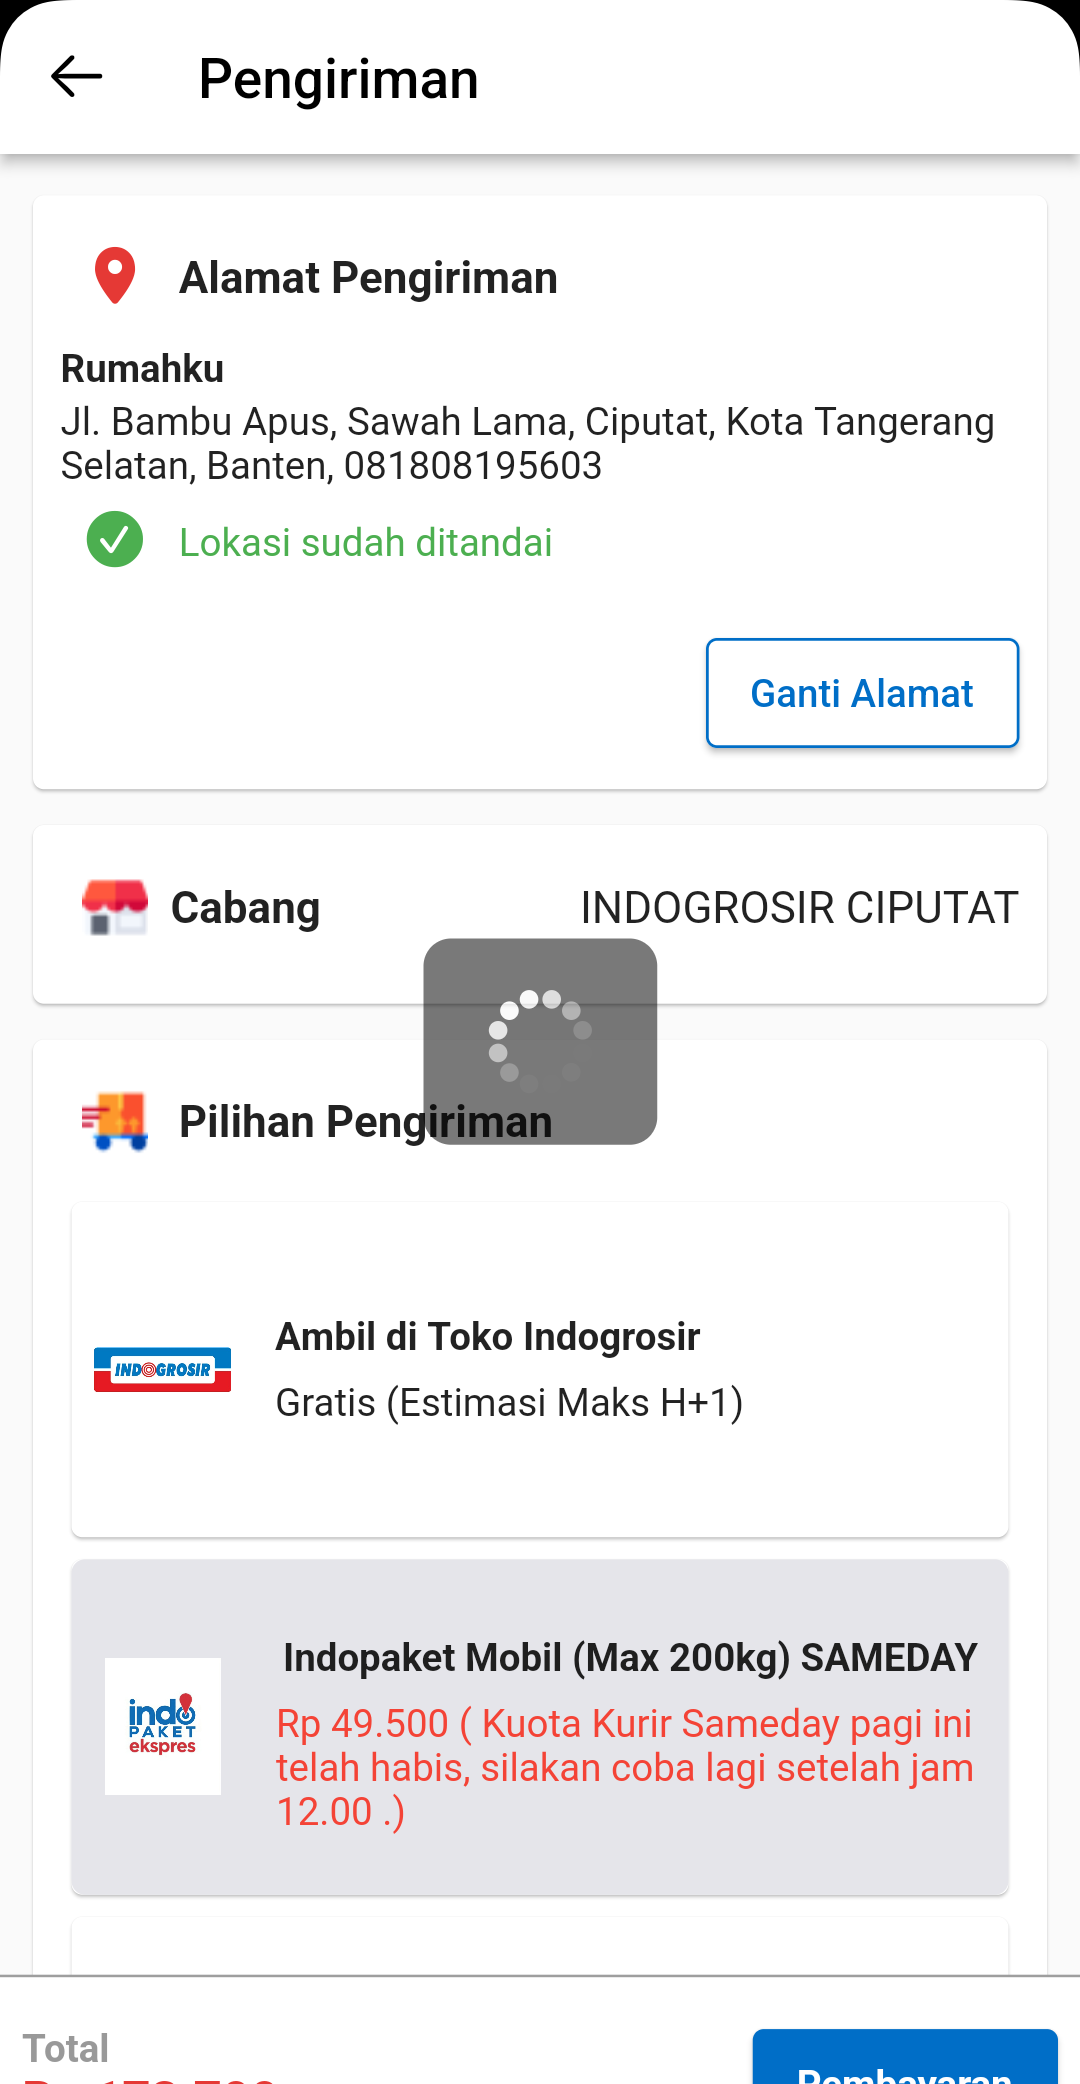 Pengiriman
Alamat Pengiriman
Rumahku
Jl. Bambu Apus, Sawah Lama, Ciputat, Kota Tangerang
Selatan, Banten, 081808195603
Lokasi sudah ditandai
Ganti Alamat
Cabang
INDOGROSIR CIPUTAT
Pilihan Pengiriman
INDOGROSIR
Ambil di Toko Indogrosir
Gratis (Estimasi Maks H+1)
indo
PAKET
ekspres
Indopaket Mobil (Max 200kg) SAMEDAY
Rp 49.500 ( Kuota Kurir Sameday pagi ini
telah habis, silakan coba lagi setelah jam
12.00 .)
Total
Pembayaran